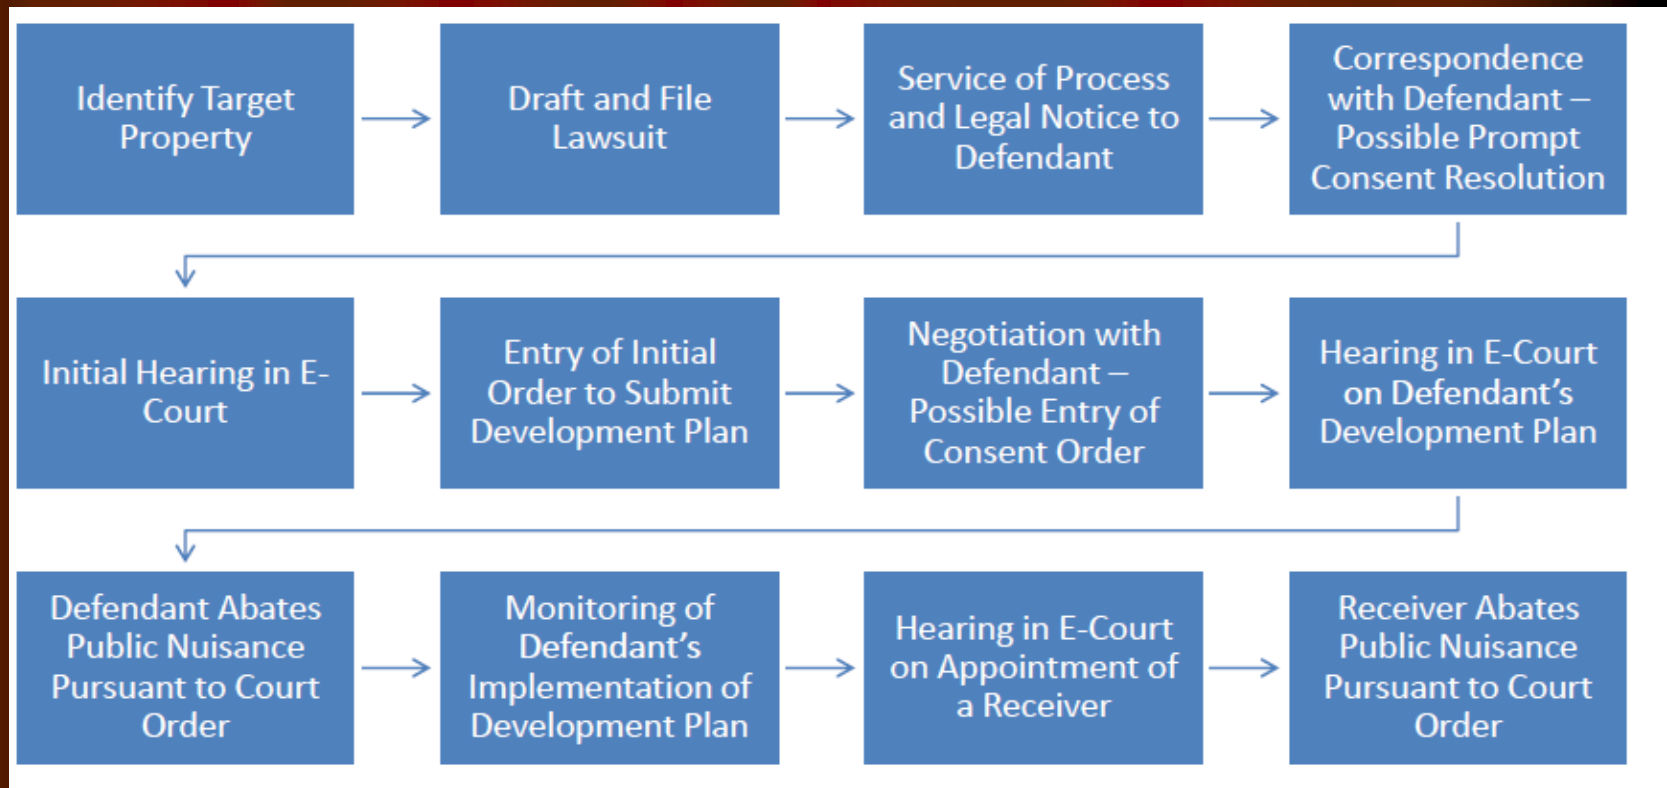 Identify Target
Property
Draft and File
Lawsuit
Service of Process
and Legal Notice to
Defendant
Correspondence
with Defendant –
Possible Prompt
Consent Resolution
Initial Hearing in E-
Court
Entry of Initial
Order to Submit
Development Plan
Negotiation with
Defendant –
Possible Entry of
Consent Order
Hearing in E-Court
on Defendant’s
Development Plan
Defendant Abates
Public Nuisance
Pursuant to Court
Order
Monitoring of
Defendant’s
Implementation of
Development Plan
Hearing in E-Court
on Appointment of
a Receiver
Receiver Abates
Public Nuisance
Pursuant to Court
Order